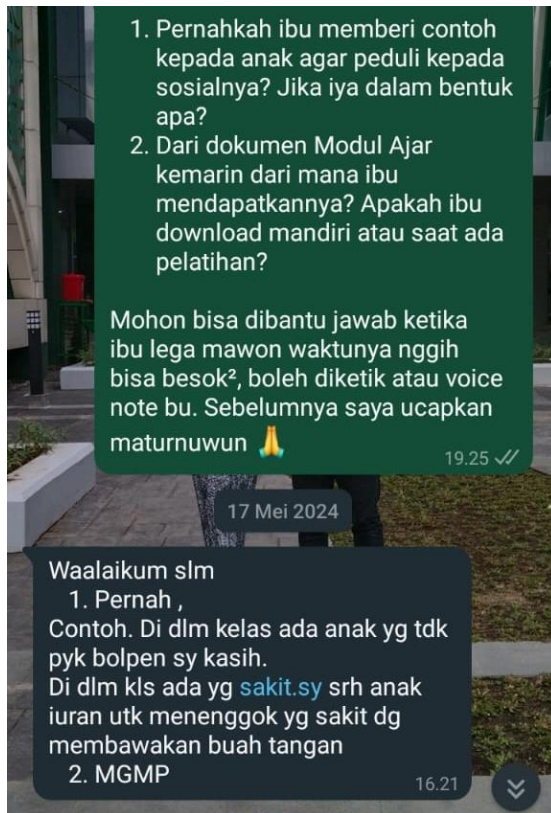 1. Pernahkah ibu memberi contoh
kepada anak agar peduli kepada
sosialnya? Jika iya dalam bentuk
apa?
2. Dari dokumen Modul Ajar
kemarin dari mana ibu
mendapatkannya? Apakah ibu
download mandiri atau saat ada
pelatihan?
Mohon bisa dibantu jawab ketika
ibu lega mawon waktunya nggih
bisa besok², boleh diketik atau voice
note bu. Sebelumnya saya ucapkan
maturnuwun 🙏
19.25
17 Mei 2024
Waalaikum slm
1. Pernah ,
Contoh. Di dlm kelas ada anak yg tdk
pyk bolpen sy kasih.
Di dlm kls ada yg sakit.sy srh anak
iuran utk menenggok yg sakit dg
membawakan buah tangan
2. MGMP
16.21